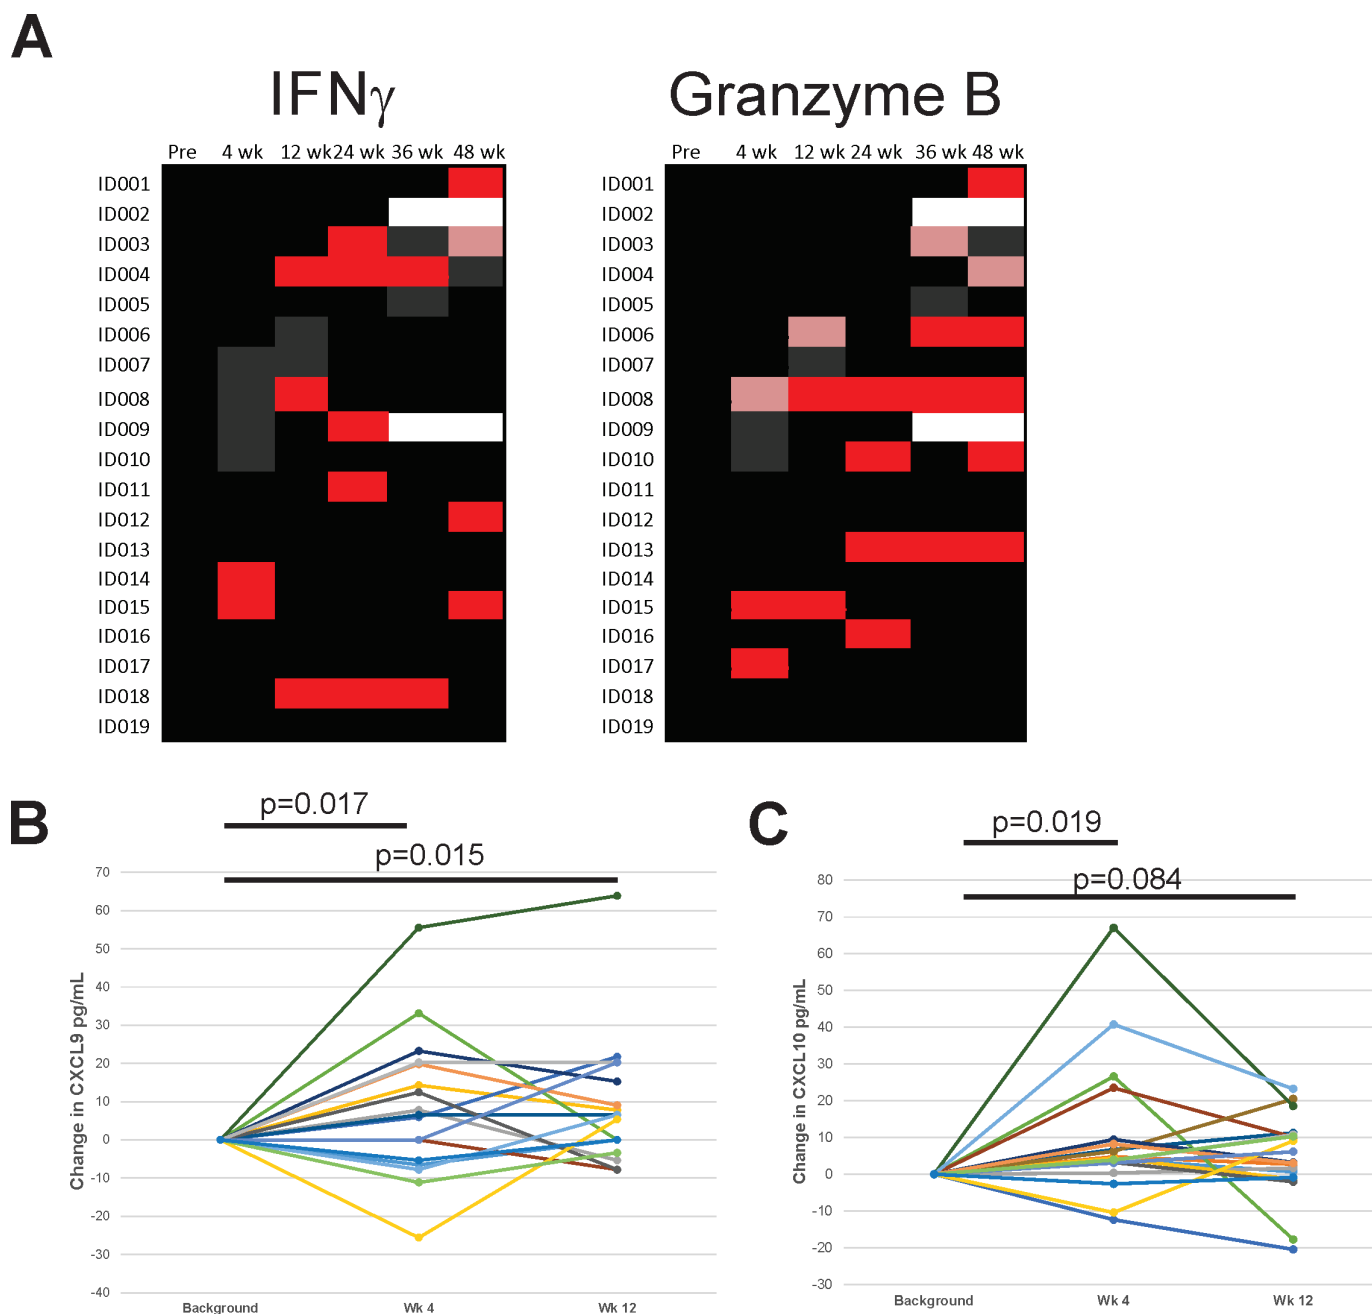 A
IFNγ
Granzyme B
Pre 4 wk 12 wk 24 wk 36 wk 48 wk
Pre 4 wk 12 wk 24 wk 36 wk 48 wk
ID001 ID001
ID002 ID002
ID003 ID003
ID004 ID004
ID005 ID005
ID006 ID006
ID007 ID007
ID008 ID008
ID009 ID009
ID010 ID010
ID011 ID011
ID012 ID012
ID013 ID013
ID014 ID014
ID015 ID015
ID016 ID016
ID017 ID017
ID018 ID018
ID019 ID019
B
p=0.017
p=0.015
Change in CXCL9 pg/mL
70
60
50
40
30
20
10
0
-10
-20
-30
-40
Background Wk 4 Wk 12
C
p=0.019
p=0.084
Change in CXCL10 pg/mL
80
70
60
50
40
30
20
10
0
-10
-20
-30
Background Wk 4 Wk 12